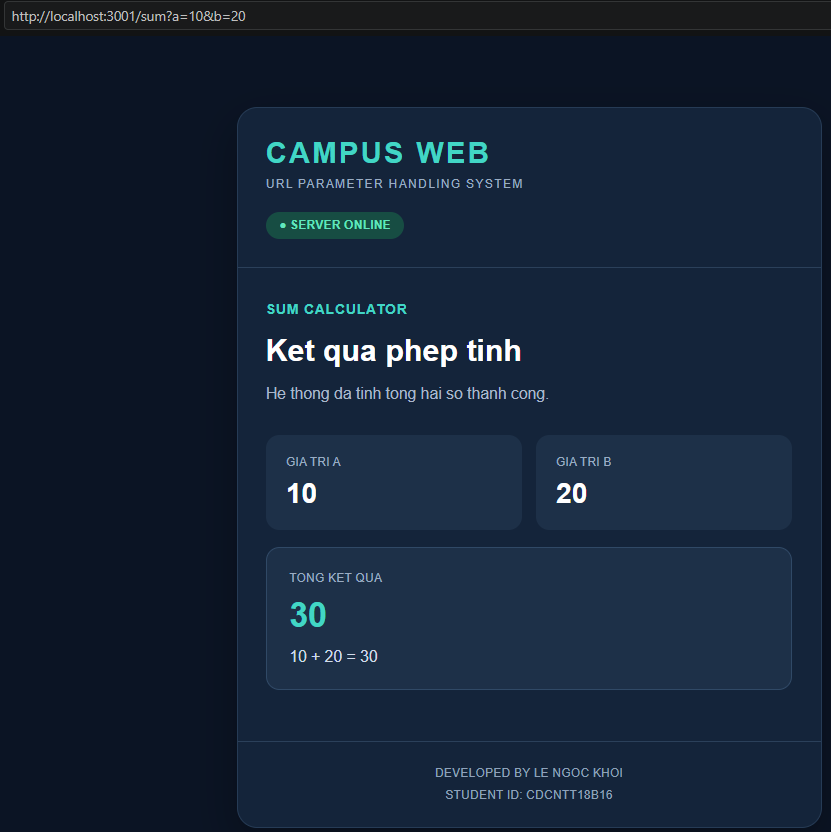 http://localhost:3001/sum?a=10&b=20
CAMPUS WEB
URL PARAMETER HANDLING SYSTEM
● SERVER ONLINE
SUM CALCULATOR
Ket qua phep tinh
He thong da tinh tong hai so thanh cong.
GIA TRI A
10
GIA TRI B
20
TONG KET QUA
30
10 + 20 = 30
DEVELOPED BY LE NGOC KHOI
STUDENT ID: CDCNTT18B16